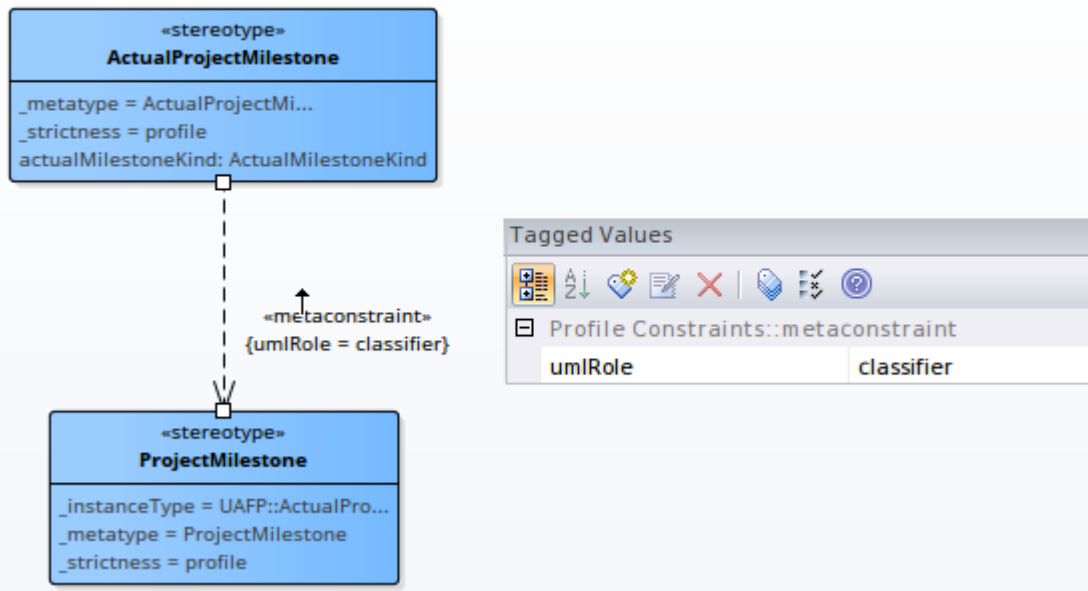 «stereotype»
ActualProjectMilestone
_metatype = ActualProjectMi...
_strictness = profile
actualMilestoneKind: ActualMilestoneKind
«metaconstraint»
{umlRole = classifier}
«stereotype»
ProjectMilestone
_instanceType = UAFP::ActualPro...
_metatype = ProjectMilestone
_strictness = profile
Tagged Values
Profile Constraints::metaconstraint
umlRole classifier